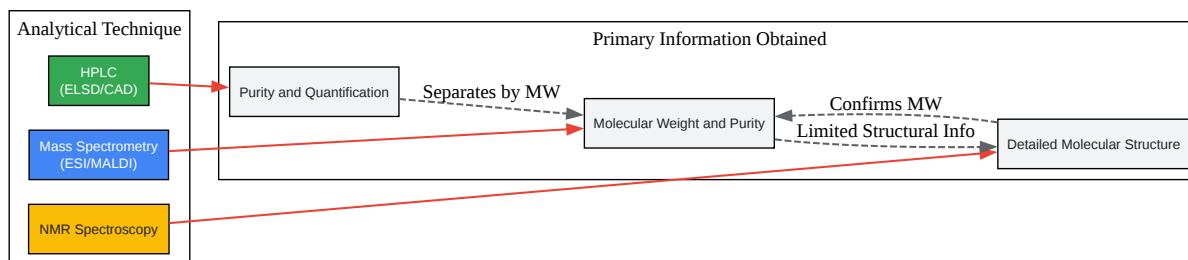 Analytical Technique
HPLC
(ELSD/CAD)
Mass Spectrometry
(ESI/MALDI)
NMR Spectroscopy
Primary Information Obtained
Purity and Quantification
Separates by MW
Molecular Weight and Purity
Confirms MW
Limited Structural Info
Detailed Molecular Structure